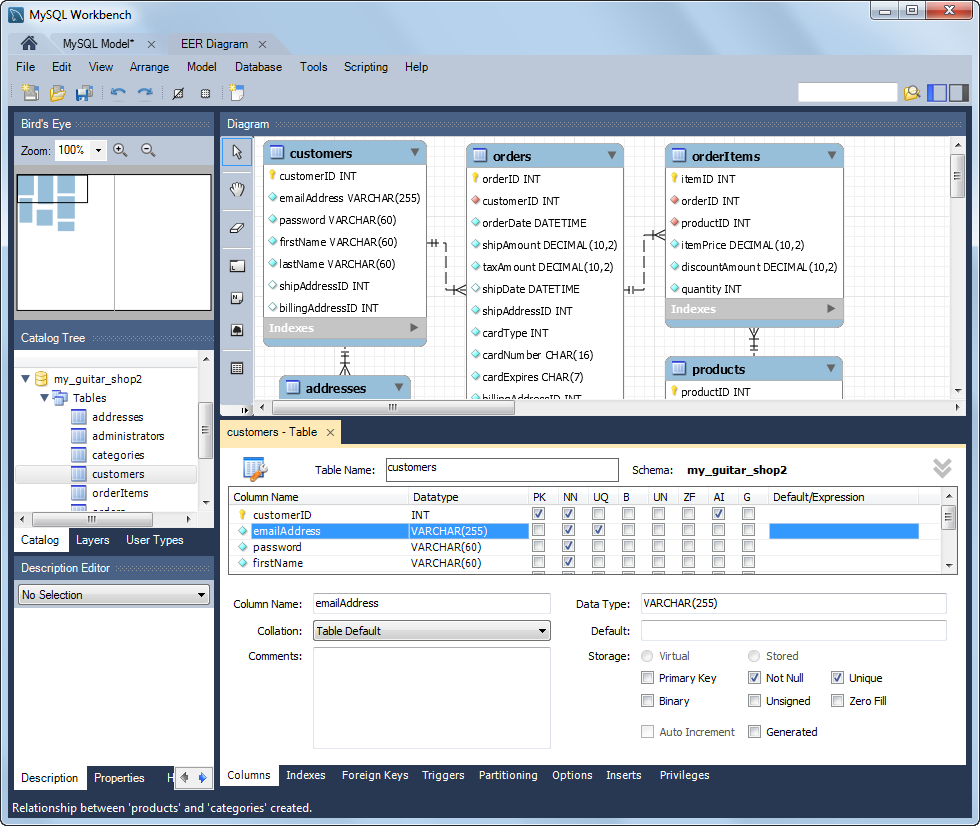 MySQL Workbench
MySQL Model*
EER Diagram
File Edit View Arrange Model Database Tools Scripting Help
Bird's Eye
Zoom: 100%
Diagram
customers
customerID INT
emailAddress VARCHAR(255)
password VARCHAR(60)
firstName VARCHAR(60)
lastName VARCHAR(60)
shipAddressID INT
billingAddressID INT
Indexes
addresses
orders
orderID INT
customerID INT
orderDate DATETIME
shipAmount DECIMAL(10,2)
taxAmount DECIMAL(10,2)
shipDate DATETIME
shipAddressID INT
cardType INT
cardNumber CHAR(16)
cardExpires CHAR(7)
billingAddressID INT
orderItems
itemID INT
orderID INT
productID INT
itemPrice DECIMAL(10,2)
discountAmount DECIMAL(10,2)
quantity INT
Indexes
products
productID INT
Catalog Tree
my_guitar_shop2
Tables
addresses
administrators
categories
customers
orderItems
orders
Catalog Layers User Types
Description Editor
No Selection
Description Properties H
customers - Table
Table Name: customers Schema: my_guitar_shop2
Column Name Datatype PK NN UQ B UN ZF AI G Default/Expression
customerID INT
emailAddress VARCHAR(255)
password VARCHAR(60)
firstName VARCHAR(60)
Column Name: emailAddress Data Type: VARCHAR(255)
Collation: Table Default Default:
Comments: Storage: Virtual Stored
Primary Key Not Null Unique
Binary Unsigned Zero Fill
Auto Increment Generated
Columns Indexes Foreign Keys Triggers Partitioning Options Inserts Privileges
Relationship between 'products' and 'categories' created.